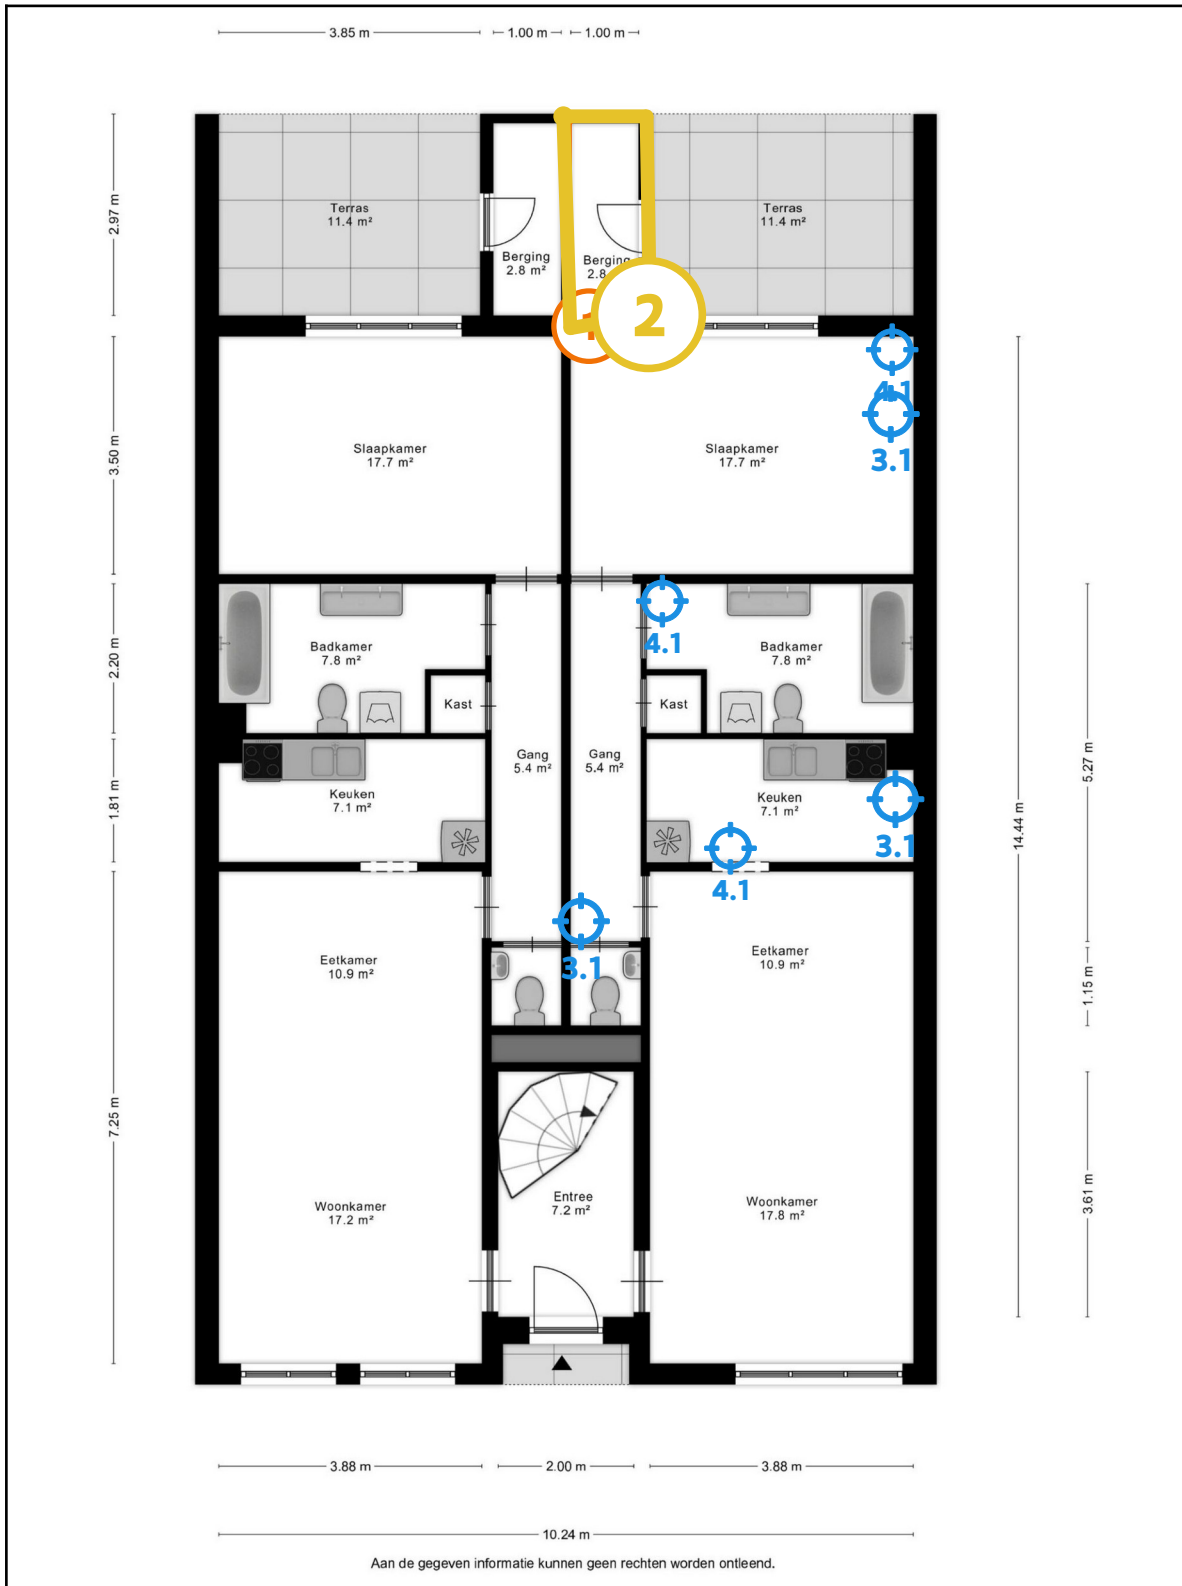 3.85 m
1.00 m
1.00 m
2.97 m
Terras
11.4 m²
Terras
11.4 m²
Berging
2.8 m²
Berging
2.8
2
4.1
3.1
3.50 m
Slaapkamer
17.7 m²
Slaapkamer
17.7 m²
4.1
2.20 m
Badkamer
7.8 m²
Badkamer
7.8 m²
Kast
Kast
Gang
5.4 m²
Gang
5.4 m²
5.27 m
1.81 m
Keuken
7.1 m²
Keuken
7.1 m²
14.44 m
3.1
4.1
Eetkamer
10.9 m²
Eetkamer
10.9 m²
3.1
1.15 m
7.25 m
Entree
7.2 m²
3.61 m
Woonkamer
17.2 m²
Woonkamer
17.8 m²
3.88 m
2.00 m
3.88 m
10.24 m
Aan de gegeven informatie kunnen geen rechten worden ontleend.